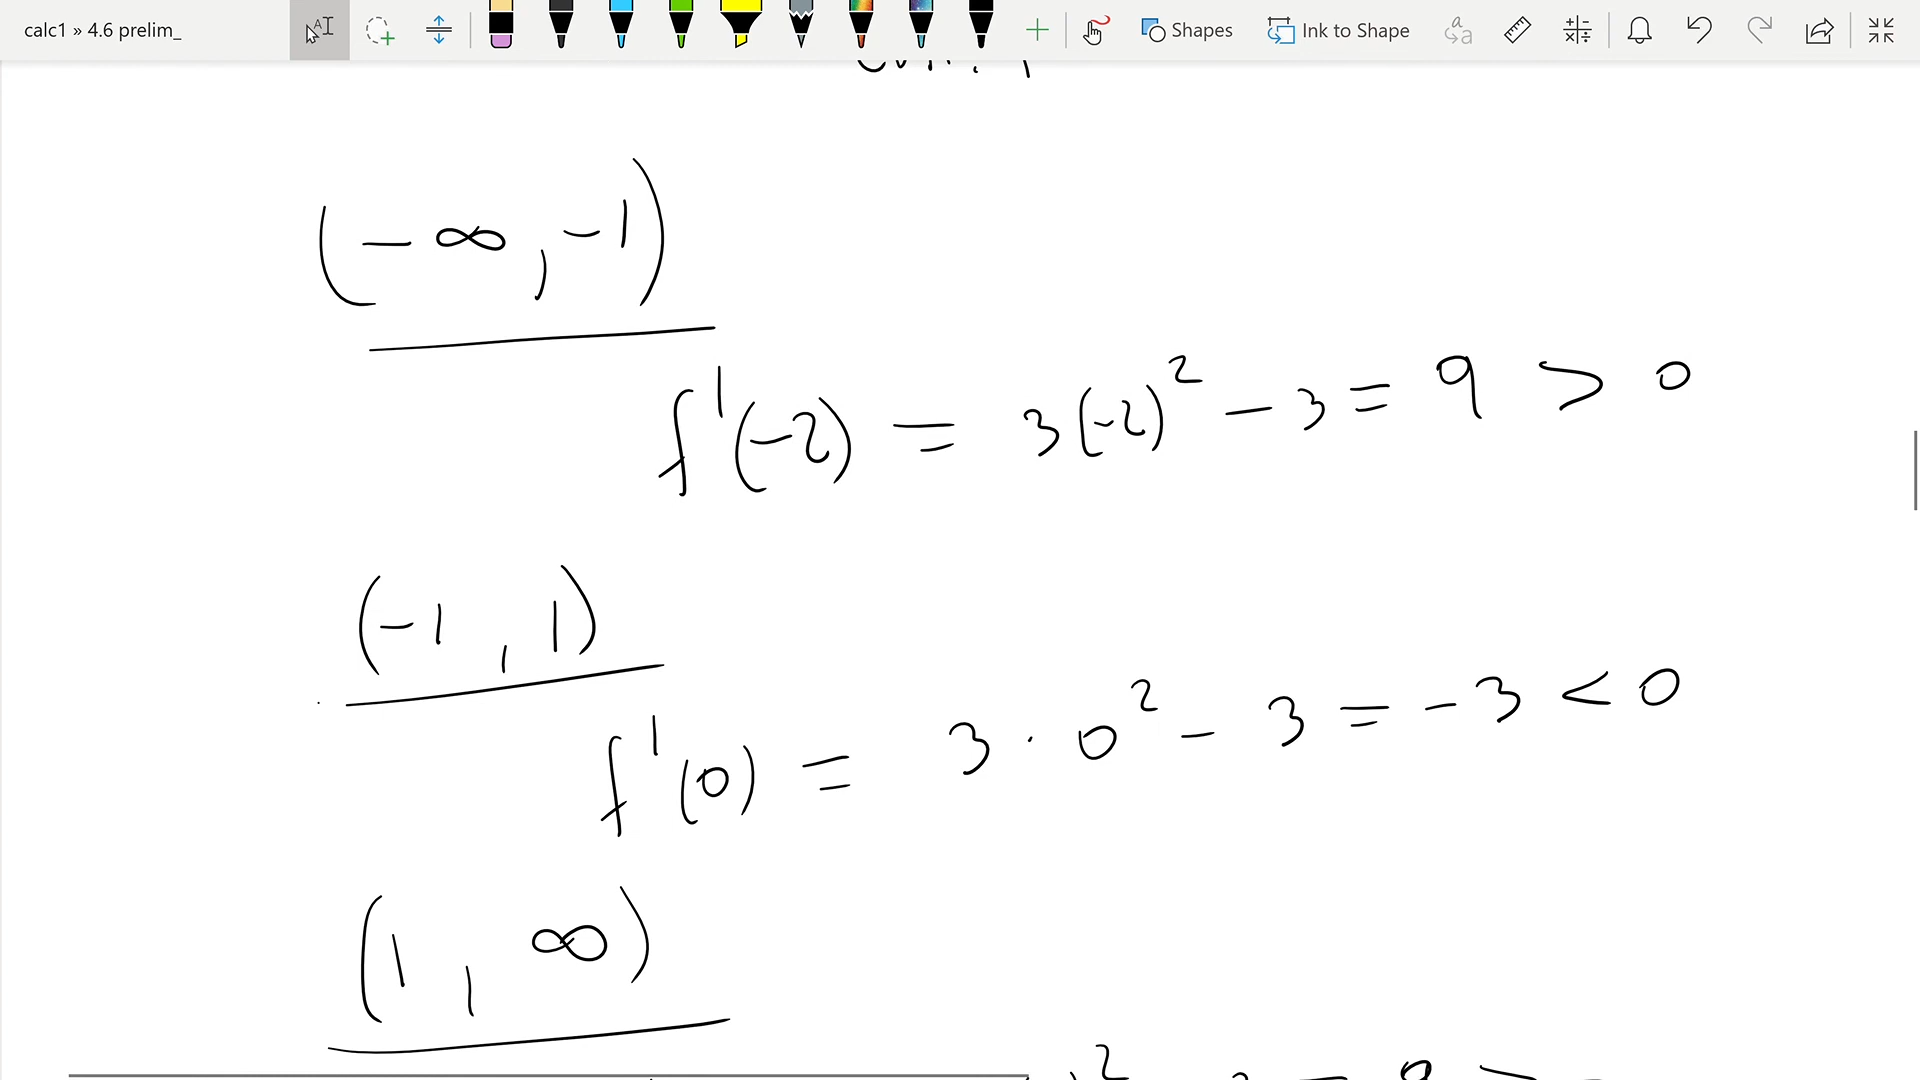 calc1 » 4.6 prelim_ Shapes Ink to Shape
(-∞, -1)
f'(-2) = 3(-2)² - 3 = 9 > 0
(-1, 1)
f'(0) = 3 · 0² - 3 = -3 < 0
(1, ∞)